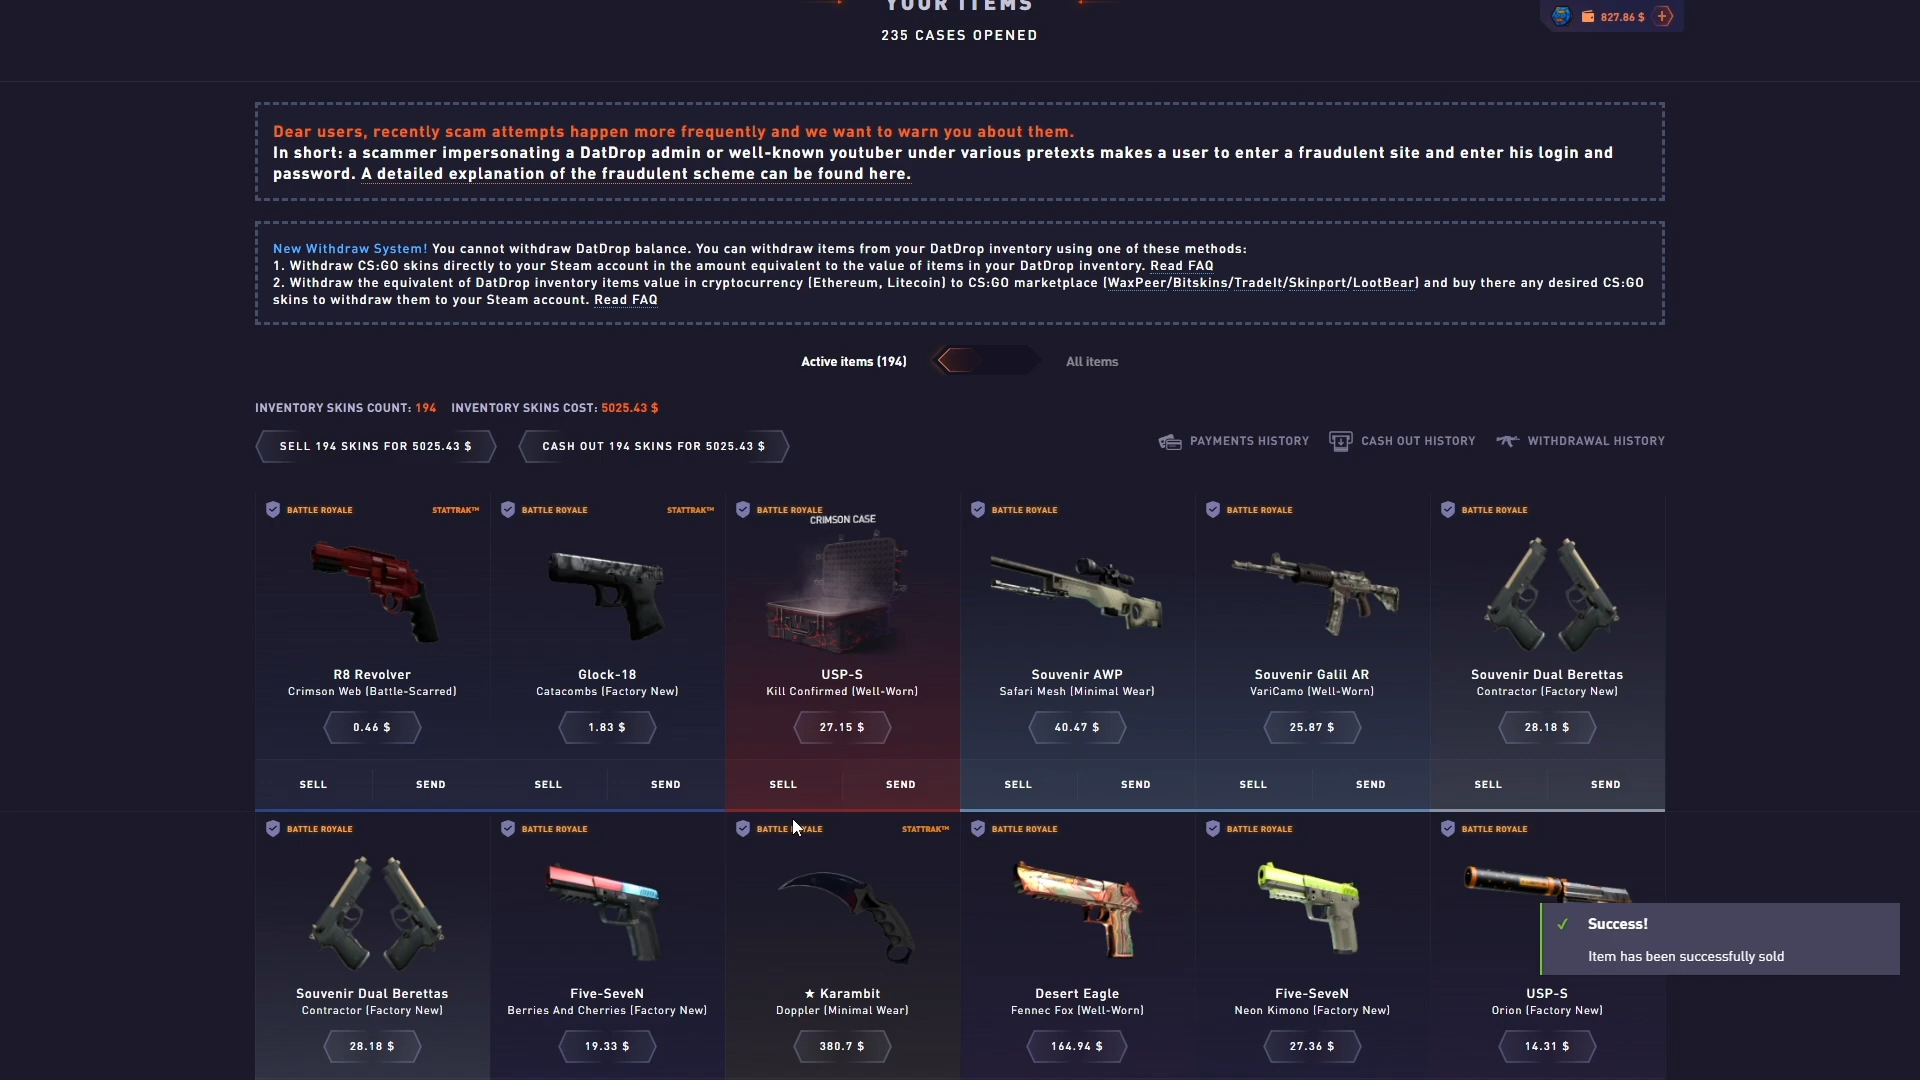 YOUR ITEMS
827.86 $
235 CASES OPENED
Dear users, recently scam attempts happen more frequently and we want to warn you about them.
In short: a scammer impersonating a DatDrop admin or well-known youtuber under various pretexts makes a user to enter a fraudulent site and enter his login and
password. A detailed explanation of the fraudulent scheme can be found here.
New Withdraw System! You cannot withdraw DatDrop balance. You can withdraw items from your DatDrop inventory using one of these methods:
1. Withdraw CS:GO skins directly to your Steam account in the amount equivalent to the value of items in your DatDrop inventory. Read FAQ
2. Withdraw the equivalent of DatDrop inventory items value in cryptocurrency (Ethereum, Litecoin) to CS:GO marketplace (WaxPeer/Bitskins/TradeIt/Skinport/LootBear) and buy there any desired CS:GO
skins to withdraw them to your Steam account. Read FAQ
Active items (194) All items
INVENTORY SKINS COUNT: 194 INVENTORY SKINS COST: 5025.43 $
SELL 194 SKINS FOR 5025.43 $ CASH OUT 194 SKINS FOR 5025.43 $ PAYMENTS HISTORY CASH OUT HISTORY WITHDRAWAL HISTORY
BATTLE ROYALE STATTRAK™ BATTLE ROYALE STATTRAK™ BATTLE ROYALE BATTLE ROYALE BATTLE ROYALE BATTLE ROYALE
CRIMSON CASE
R8 Revolver Glock-18 USP-S Souvenir AWP Souvenir Galil AR Souvenir Dual Berettas
Crimson Web (Battle-Scarred) Catacombs (Factory New) Kill Confirmed (Well-Worn) Safari Mesh (Minimal Wear) VariCamo (Well-Worn) Contractor (Factory New)
0.46 $ 1.83 $ 27.15 $ 40.47 $ 25.87 $ 28.18 $
SELL SEND SELL SEND SELL SEND SELL SEND SELL SEND SELL SEND
BATTLE ROYALE BATTLE ROYALE BATTLE ROYALE STATTRAK™ BATTLE ROYALE BATTLE ROYALE BATTLE ROYALE
Success!
Item has been successfully sold
Souvenir Dual Berettas Five-SeveN ★ Karambit Desert Eagle Five-SeveN USP-S
Contractor (Factory New) Berries And Cherries (Factory New) Doppler (Minimal Wear) Fennec Fox (Well-Worn) Neon Kimono (Factory New) Orion (Factory New)
28.18 $ 19.33 $ 380.7 $ 164.94 $ 27.36 $ 14.31 $